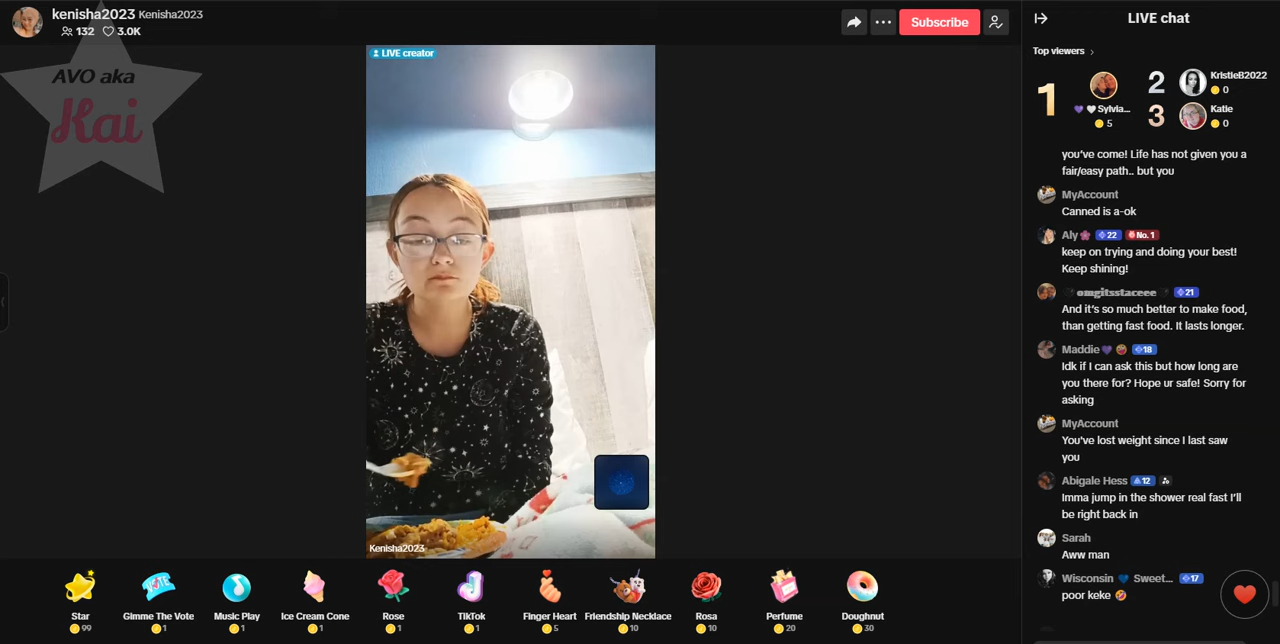 kenisha2023 Kenisha2023
132 3.0K
Subscribe
AVO aka
Kai
LIVE creator
Kenisha2023
LIVE chat
Top viewers
1
Sylvia...
5
2
KristieB2022
0
3
Katie
0
you've come! Life has not given you a
fair/easy path.. but you
MyAccount
Canned is a-ok
Aly 22 No. 1
keep on trying and doing your best!
Keep shining!
omgitsstaceee 21
And it's so much better to make food,
than getting fast food. It lasts longer.
Maddie 18
Idk if I can ask this but how long are
you there for? Hope ur safe! Sorry for
asking
MyAccount
You've lost weight since I last saw
you
Abigale Hess 12
Imma jump in the shower real fast I'll
be right back in
Sarah
Aww man
Wisconsin Sweet... 17
poor keke
Star
99
VOTE
Gimme The Vote
1
Music Play
1
Ice Cream Cone
1
Rose
1
TikTok
1
Finger Heart
5
Friendship Necklace
10
Rosa
10
Perfume
20
Doughnut
30